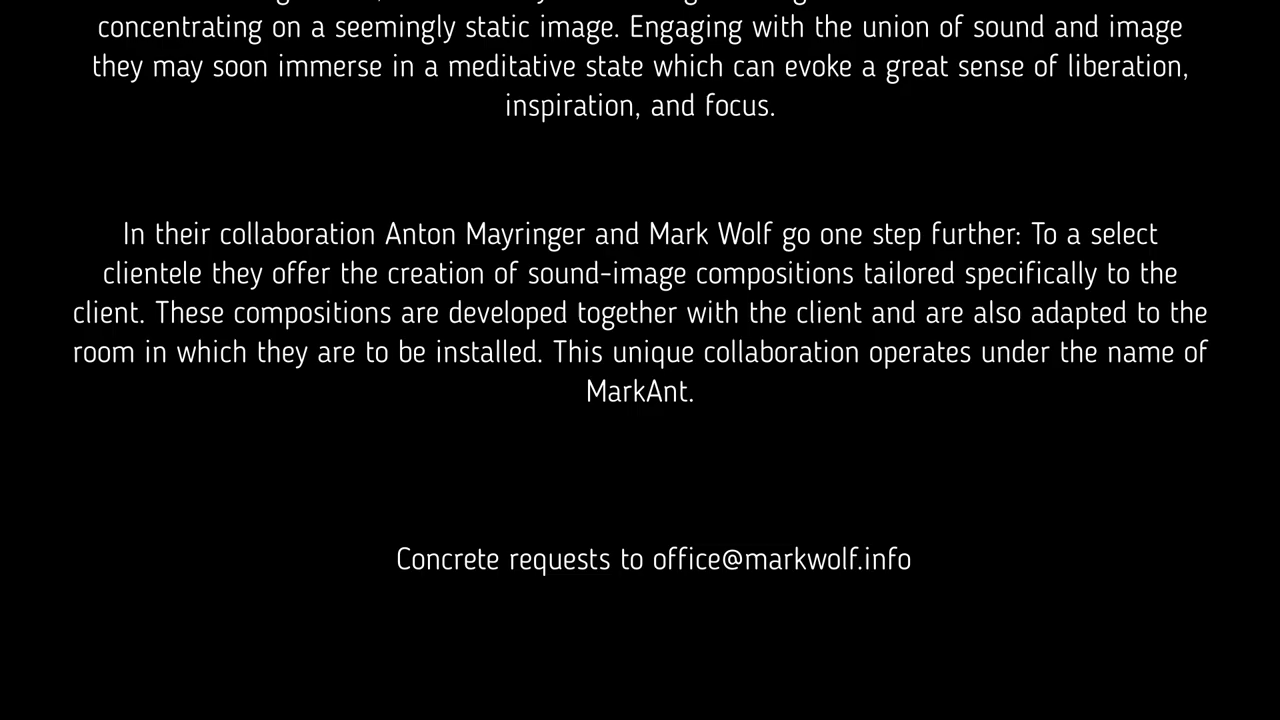 concentrating on a seemingly static image. Engaging with the union of sound and image
they may soon immerse in a meditative state which can evoke a great sense of liberation,
inspiration, and focus.
In their collaboration Anton Mayringer and Mark Wolf go one step further: To a select
clientele they offer the creation of sound-image compositions tailored specifically to the
client. These compositions are developed together with the client and are also adapted to the
room in which they are to be installed. This unique collaboration operates under the name of
MarkAnt.
Concrete requests to office@markwolf.info